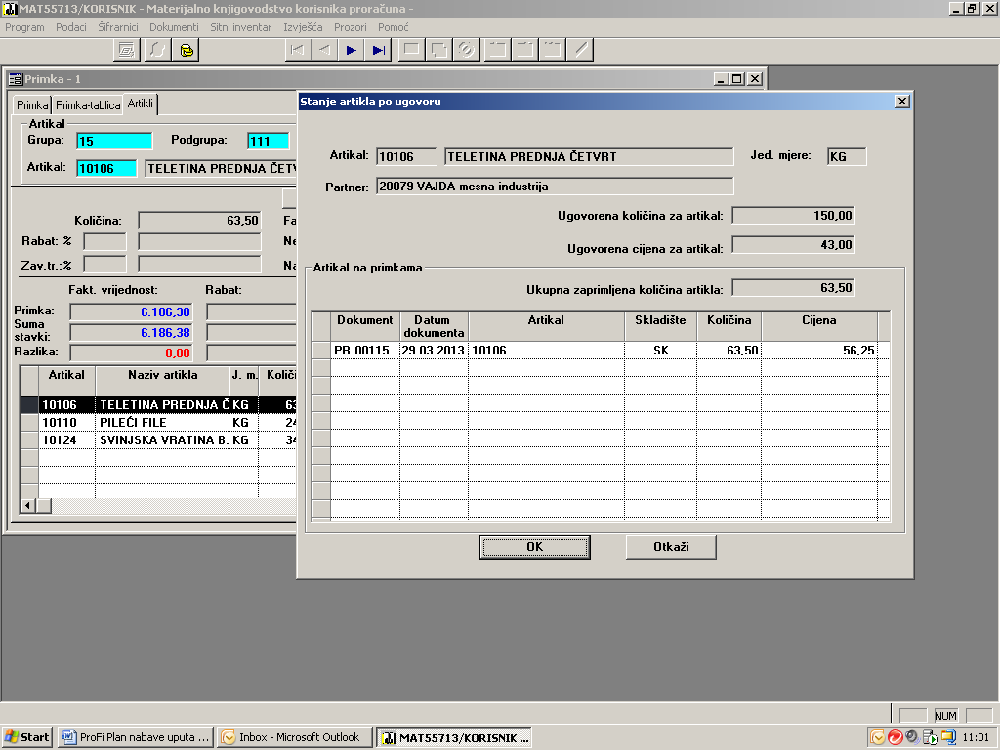 MAT55713/KORISNIK - Materijalno knjigovodstvo korisnika proračuna -
Program Podaci Šifrarnici Dokumenti Sitni inventar Izvješća Prozori Pomoć
Primka - 1
Primka Primka-tablica Artikli
Artikal
Grupa: 15 Podgrupa: 111
Artikal: 10106 TELETINA PREDNJA ČETV
Količina: 63,50 Fa
Rabat: % Ne
Zav.tr.:% Na
Fakt. vrijednost: Rabat:
Primka: 6.186,38
Suma stavki: 6.186,38
Razlika: 0,00
Artikal Naziv artikla J. m. Količi
10106 TELETINA PREDNJA Č KG 63
10110 PILEĆI FILE KG 24
10124 SVINJSKA VRATINA B. KG 34
Stanje artikla po ugovoru
Artikal: 10106 TELETINA PREDNJA ČETVRT Jed. mjere: KG
Partner: 20079 VAJDA mesna industrija
Ugovorena količina za artikal: 150,00
Ugovorena cijena za artikal: 43,00
Artikal na primkama
Ukupna zaprimljena količina artikla: 63,50
Dokument Datum dokumenta Artikal Skladište Količina Cijena
PR 00115 29.03.2013 10106 SK 63,50 56,25
OK Otkaži
NUM
Start ProFi Plan nabave uputa ... Inbox - Microsoft Outlook MAT55713/KORISNIK ... 11:01